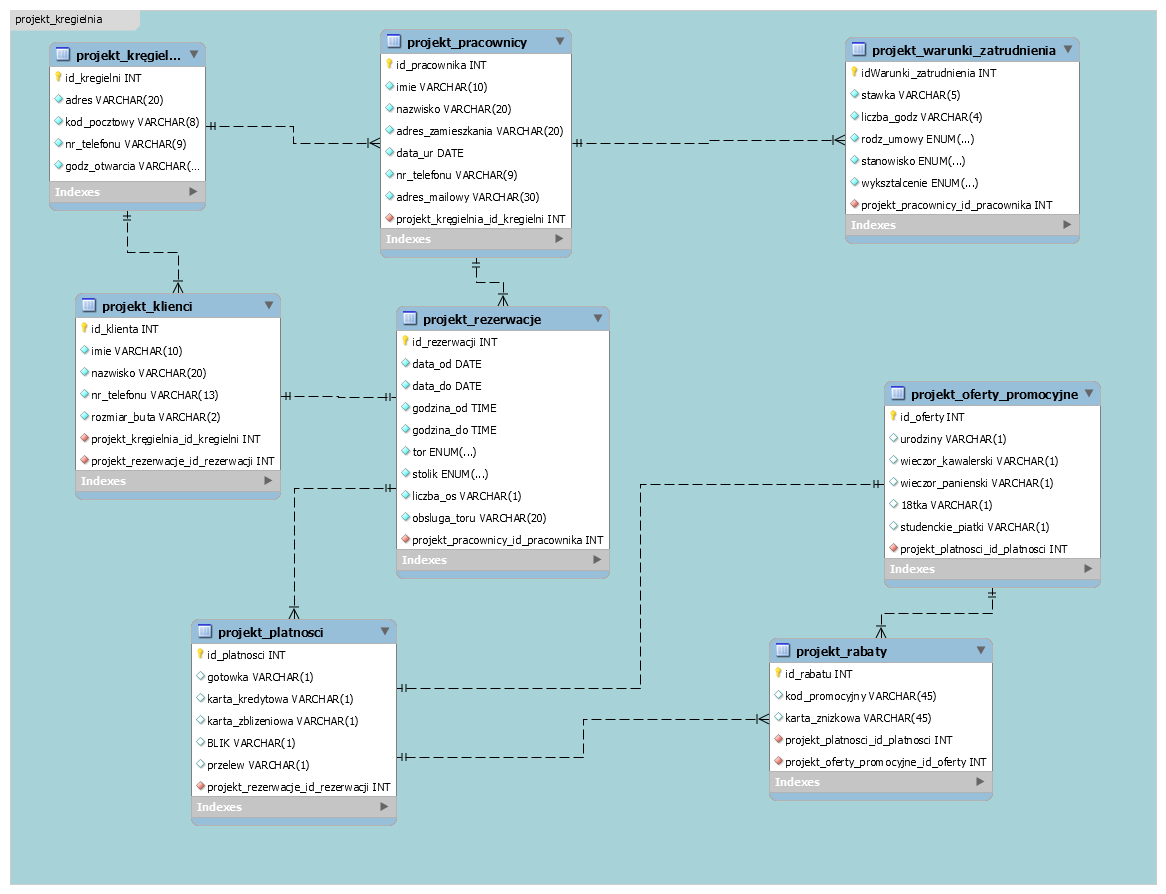 projekt_kregielnia
projekt_kręgiel...
id_kregielni INT
adres VARCHAR(20)
kod_pocztowy VARCHAR(8)
nr_telefonu VARCHAR(9)
godz_otwarcia VARCHAR(...
Indexes
projekt_pracownicy
id_pracownika INT
imie VARCHAR(10)
nazwisko VARCHAR(20)
adres_zamieszkania VARCHAR(20)
data_ur DATE
nr_telefonu VARCHAR(9)
adres_mailowy VARCHAR(30)
projekt_kręgielnia_id_kregielni INT
Indexes
projekt_warunki_zatrudnienia
idWarunki_zatrudnienia INT
stawka VARCHAR(5)
liczba_godz VARCHAR(4)
rodz_umowy ENUM(...)
stanowisko ENUM(...)
wyksztalcenie ENUM(...)
projekt_pracownicy_id_pracownika INT
Indexes
projekt_klienci
id_klienta INT
imie VARCHAR(10)
nazwisko VARCHAR(20)
nr_telefonu VARCHAR(13)
rozmiar_buta VARCHAR(2)
projekt_kręgielnia_id_kregielni INT
projekt_rezerwacje_id_rezerwacji INT
Indexes
projekt_rezerwacje
id_rezerwacji INT
data_od DATE
data_do DATE
godzina_od TIME
godzina_do TIME
tor ENUM(...)
stolik ENUM(...)
liczba_os VARCHAR(1)
obsluga_toru VARCHAR(20)
projekt_pracownicy_id_pracownika INT
Indexes
projekt_oferty_promocyjne
id_oferty INT
urodziny VARCHAR(1)
wieczor_kawalerski VARCHAR(1)
wieczor_panienski VARCHAR(1)
18tka VARCHAR(1)
studenckie_piatki VARCHAR(1)
projekt_platnosci_id_platnosci INT
Indexes
projekt_platnosci
id_platnosci INT
gotowka VARCHAR(1)
karta_kredytowa VARCHAR(1)
karta_zblizeniowa VARCHAR(1)
BLIK VARCHAR(1)
przelew VARCHAR(1)
projekt_rezerwacje_id_rezerwacji INT
Indexes
projekt_rabaty
id_rabatu INT
kod_promocyjny VARCHAR(45)
karta_znizkowa VARCHAR(45)
projekt_platnosci_id_platnosci INT
projekt_oferty_promocyjne_id_oferty INT
Indexes